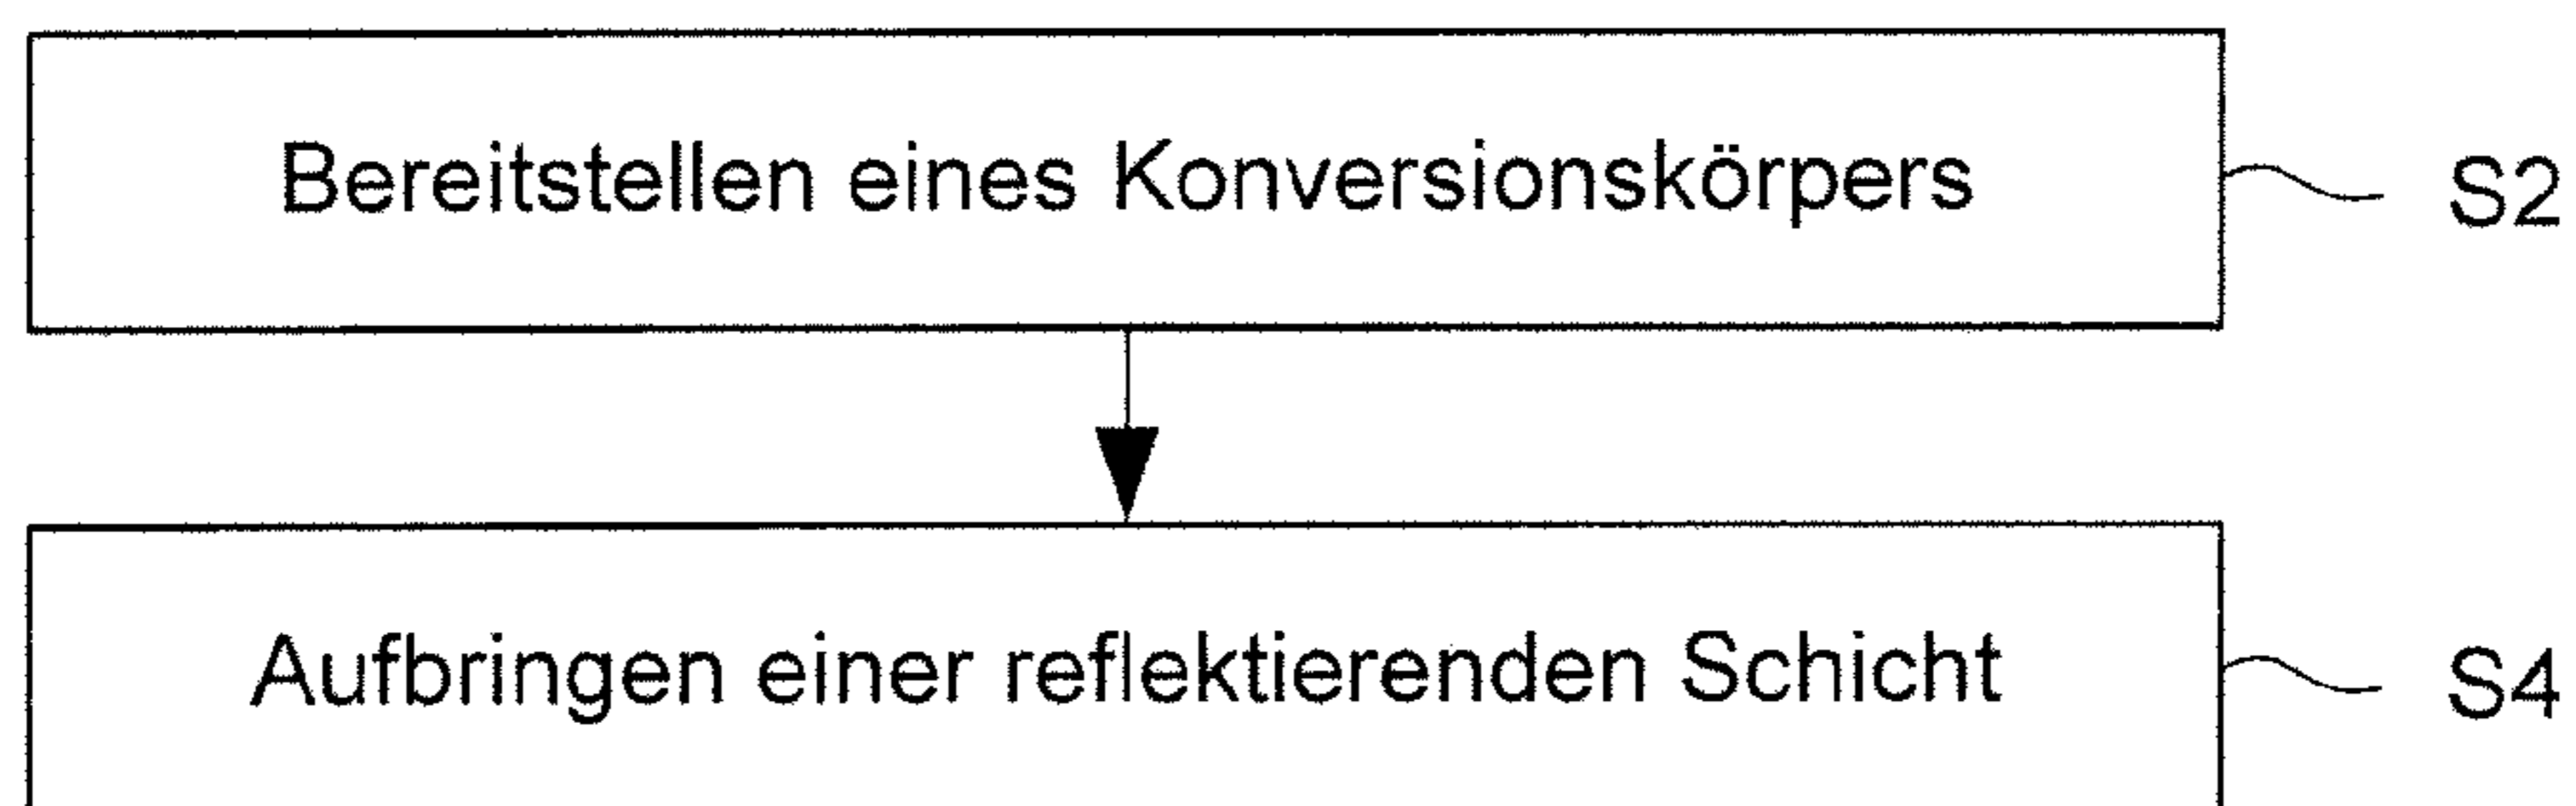 Bereitstellen eines Konversionskörpers
S2
Aufbringen einer reflektierenden Schicht
S4